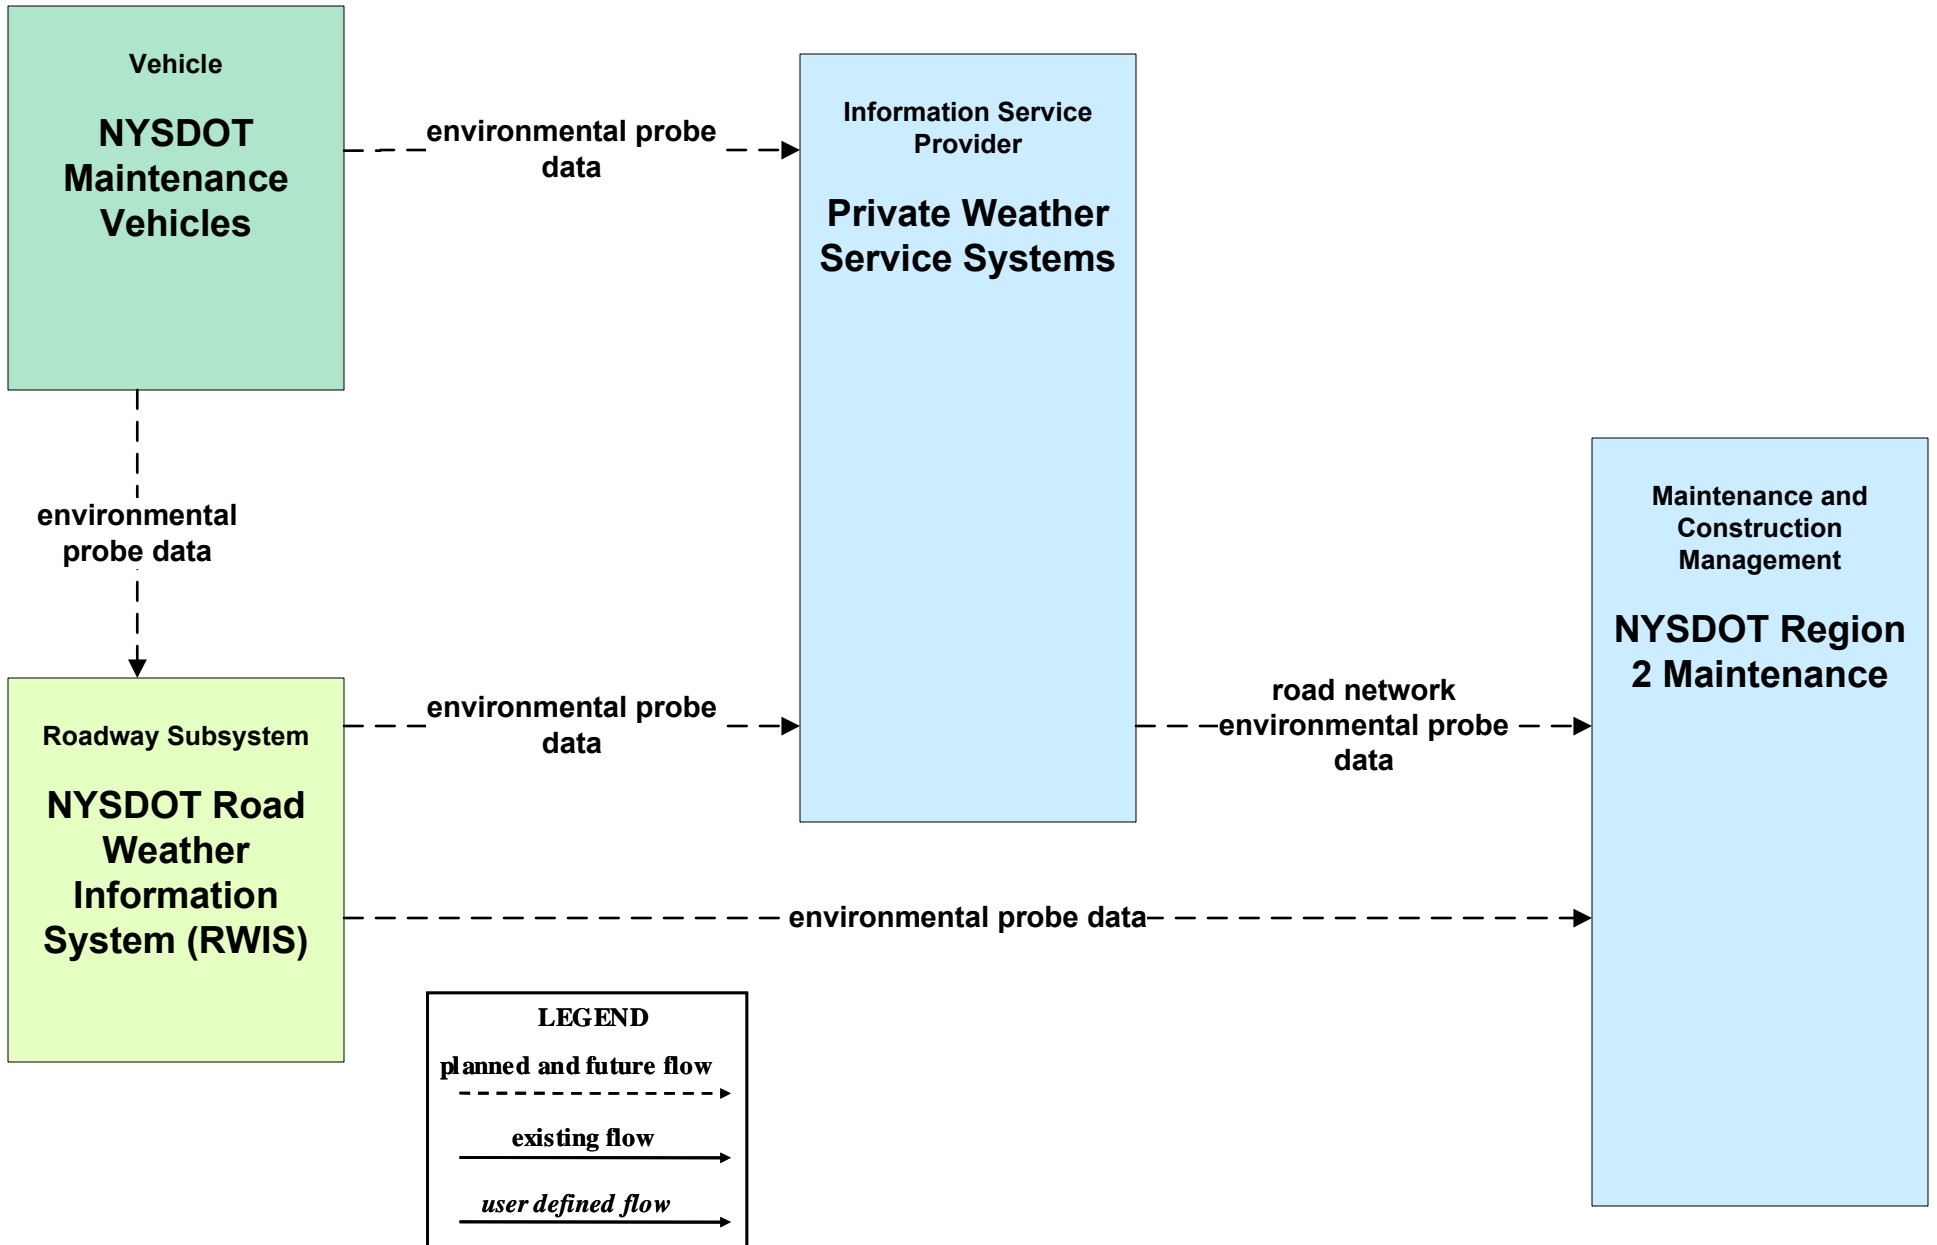 Vehicle
NYSDOT
Maintenance
Vehicles
environmental probe
data
Information Service
Provider
Private Weather
Service Systems
environmental
probe data
Maintenance and
Construction
Management
NYSDOT Region
2 Maintenance
Roadway Subsystem
NYSDOT Road
Weather
Information
System (RWIS)
environmental probe
data
road network
environmental probe
data
environmental probe data
LEGEND
planned and future flow
existing flow
user defined flow